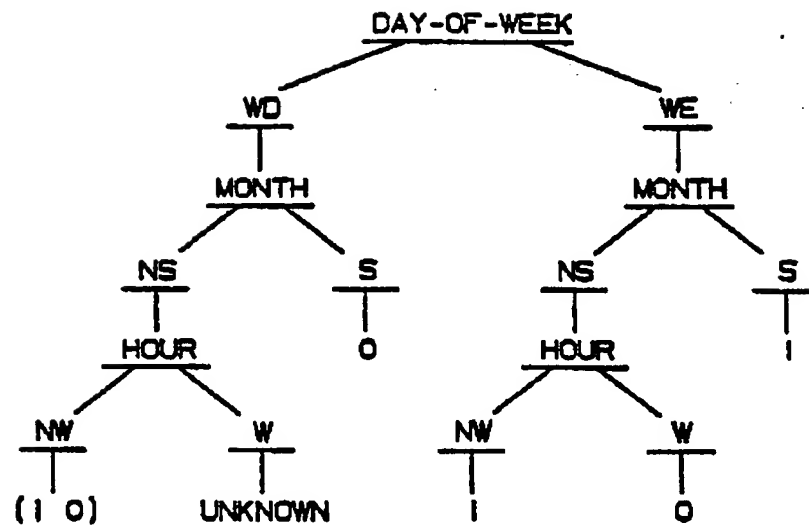 DAY-OF-WEEK
WD WE
MONTH MONTH
NS S NS S
HOUR 0 HOUR 1
NW W NW W
(1 0) UNKNOWN 1 0